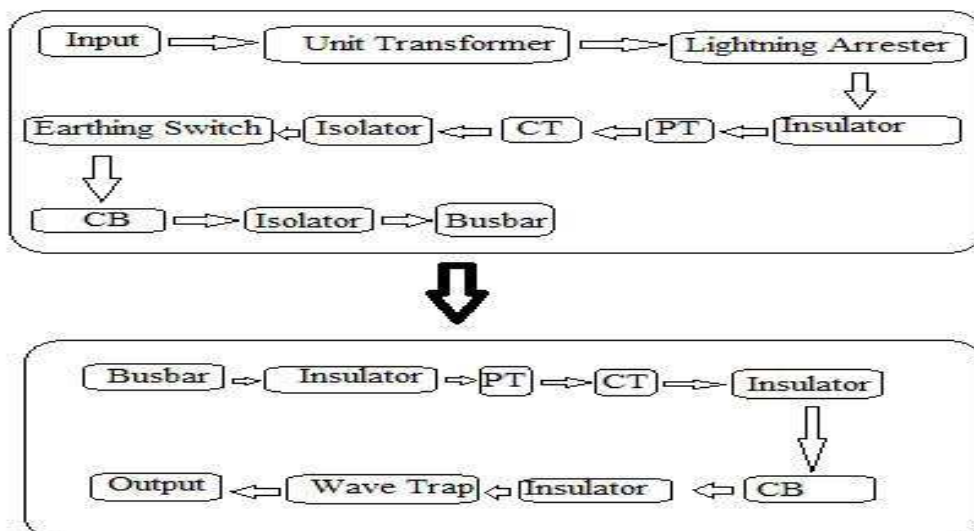 Input Unit Transformer Lightning Arrester
Earthing Switch Isolator CT PT Insulator
CB Isolator Busbar
Busbar Insulator PT CT Insulator
Output Wave Trap Insulator CB